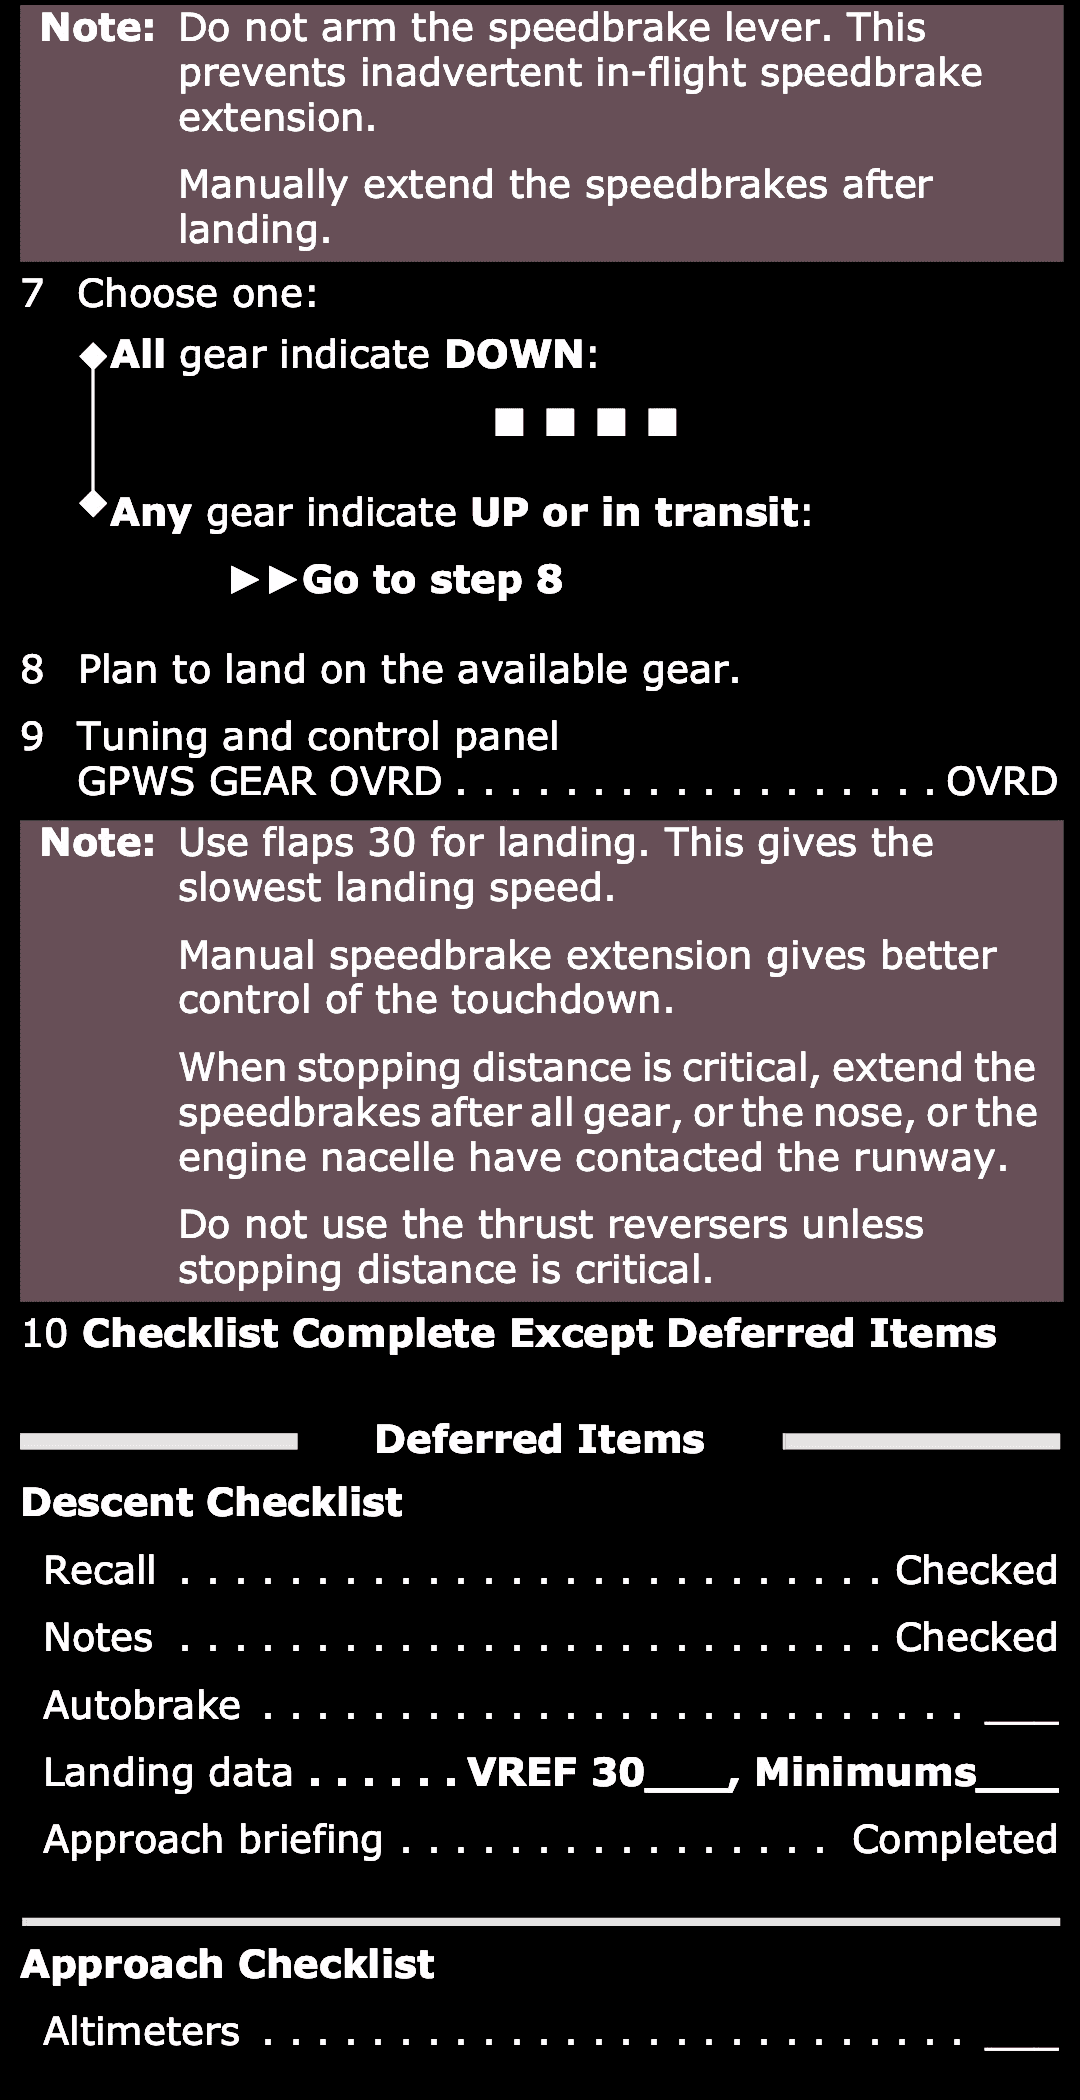 Note: Do not arm the speedbrake lever. This
prevents inadvertent in-flight speedbrake
extension.
Manually extend the speedbrakes after
landing.
7 Choose one:
◆All gear indicate DOWN:
■ ■ ■ ■
◆Any gear indicate UP or in transit:
►►Go to step 8
8 Plan to land on the available gear.
9 Tuning and control panel
GPWS GEAR OVRD . . . . . . . . . . . . . . . . . . OVRD
Note: Use flaps 30 for landing. This gives the
slowest landing speed.
Manual speedbrake extension gives better
control of the touchdown.
When stopping distance is critical, extend the
speedbrakes after all gear, or the nose, or the
engine nacelle have contacted the runway.
Do not use the thrust reversers unless
stopping distance is critical.
10 Checklist Complete Except Deferred Items
Deferred Items
Descent Checklist
Recall . . . . . . . . . . . . . . . . . . . . . . . . . . Checked
Notes . . . . . . . . . . . . . . . . . . . . . . . . . . Checked
Autobrake . . . . . . . . . . . . . . . . . . . . . . . . . . ___
Landing data . . . . . . VREF 30___, Minimums___
Approach briefing . . . . . . . . . . . . . . . . Completed
Approach Checklist
Altimeters . . . . . . . . . . . . . . . . . . . . . . . . . . ___